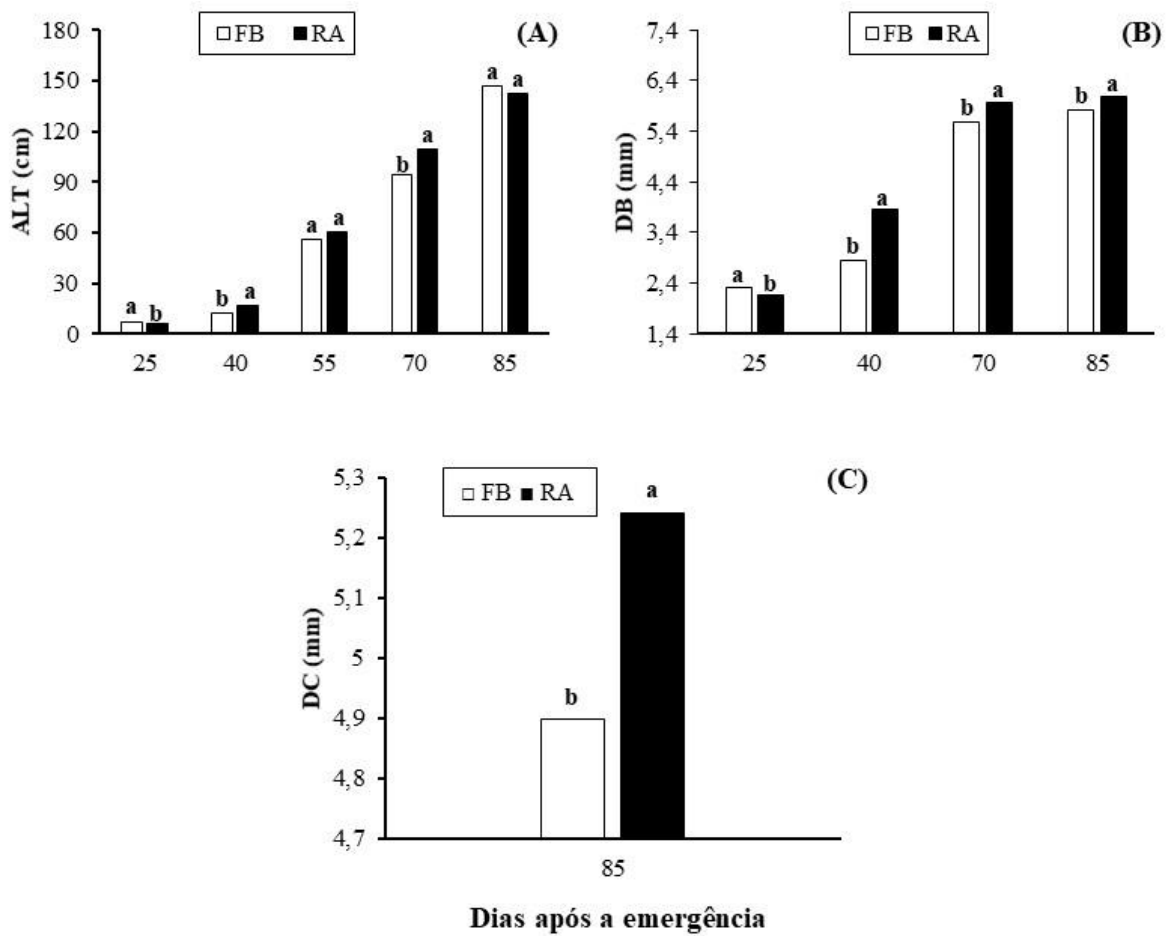 FB RA
(A)
ALT (cm)
180
150
120
90
60
30
0
a b
b a
a a
b a
a a
25 40 55 70 85
FB RA
(B)
DB (mm)
7,4
6,4
5,4
4,4
3,4
2,4
1,4
a b
b a
b a
b a
25 40 70 85
FB RA
(C)
DC (mm)
5,3
5,2
5,1
5
4,9
4,8
4,7
b a
85
Dias após a emergência